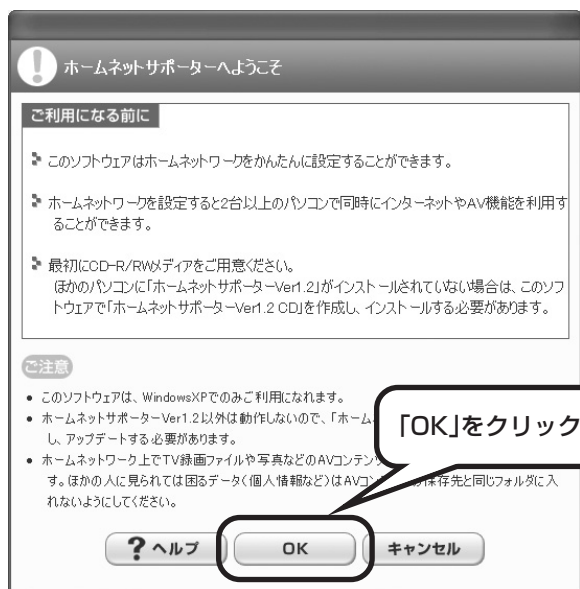 ホームネットサポーターへようこそ
ご利用になる前に
このソフトウェアはホームネットワークをかんたんに設定することができます。
ホームネットワークを設定すると2台以上のパソコンで同時にインターネットやAV機能を利用す
ることができます。
最初にCD-R/RWメディアをご用意ください。
ほかのパソコンに「ホームネットサポーターVer1.2」がインストールされていない場合は、このソフ
トウェアで「ホームネットサポーターVer1.2 CD」を作成し、インストールする必要があります。
ご注意
このソフトウェアは、WindowsXPでのみご利用になれます。
ホームネットサポーターVer1.2以外は動作しないので、「ホーム
し、アップデートする必要があります。
ホームネットワーク上でTV録画ファイルや写真などのAVコンテン
す。ほかの人に見られては困るデータ(個人情報など)はAVコン の保存先と同じフォルダに入
れないようにしてください。
「OK」をクリック
? ヘルプ
OK
キャンセル